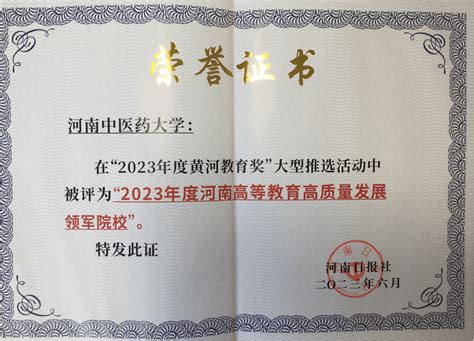 荣誉证书
河南中医药大学：
在“2023年度黄河教育奖”大型推选活动中
被评为“2023年度河南高等教育高质量发展
领军院校”。
特发此证
河南日报社
二〇二三年六月